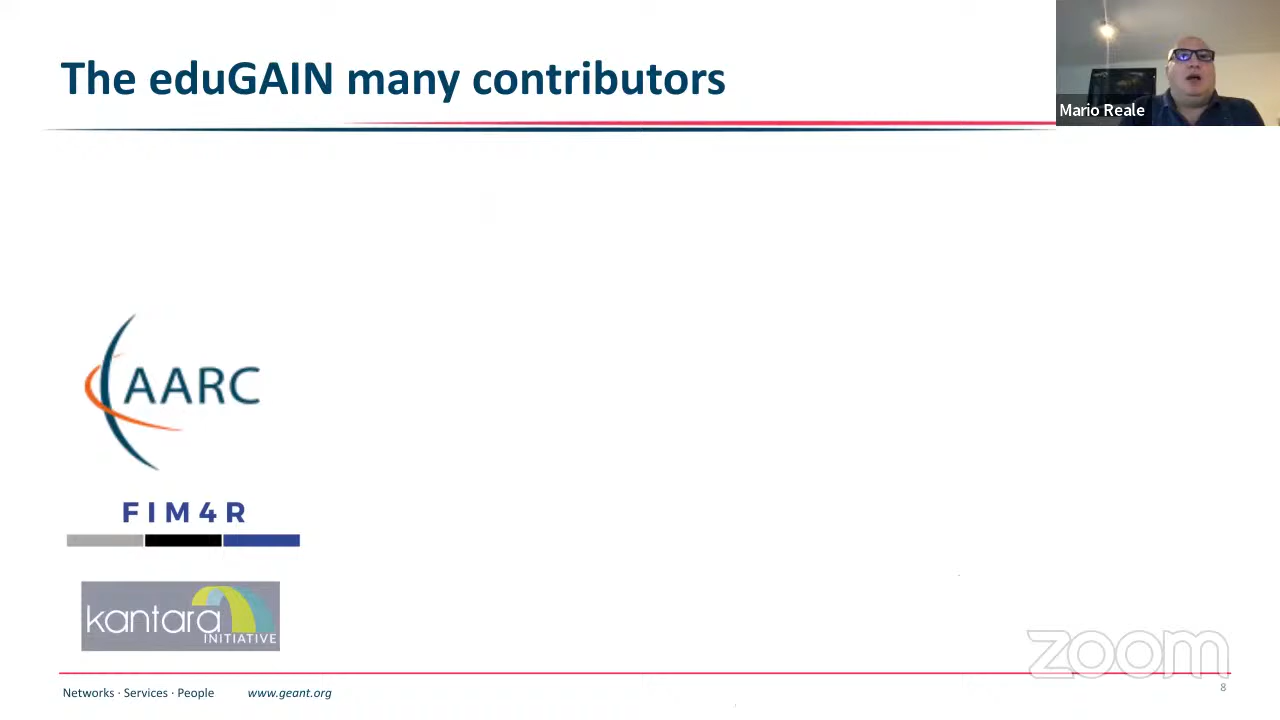 The eduGAIN many contributors
Mario Reale
AARC
FIM4R
kantara
INITIATIVE
zoom
Networks · Services · People www.geant.org
8